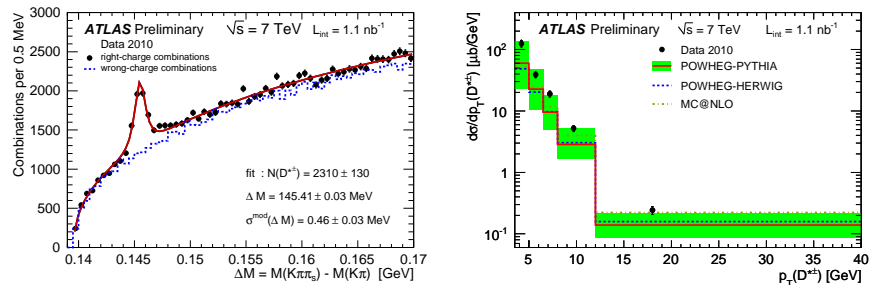 ATLAS Preliminary √s = 7 TeV L_int = 1.1 nb⁻¹
Data 2010
right-charge combinations
wrong-charge combinations
Combinations per 0.5 MeV
3000
2500
2000
1500
1000
500
0
fit : N(D*±) = 2310 ± 130
Δ M = 145.41 ± 0.03 MeV
σ^mod(Δ M) = 0.46 ± 0.03 MeV
0.14 0.145 0.15 0.155 0.16 0.165 0.17
ΔM = M(Kππ_s) - M(Kπ) [GeV]
ATLAS Preliminary √s = 7 TeV L_int = 1.1 nb⁻¹
Data 2010
POWHEG-PYTHIA
POWHEG-HERWIG
MC@NLO
dσ/dp_T(D*±) [μb/GeV]
10²
10
1
10⁻¹
5 10 15 20 25 30 35 40
p_T(D*±) [GeV]